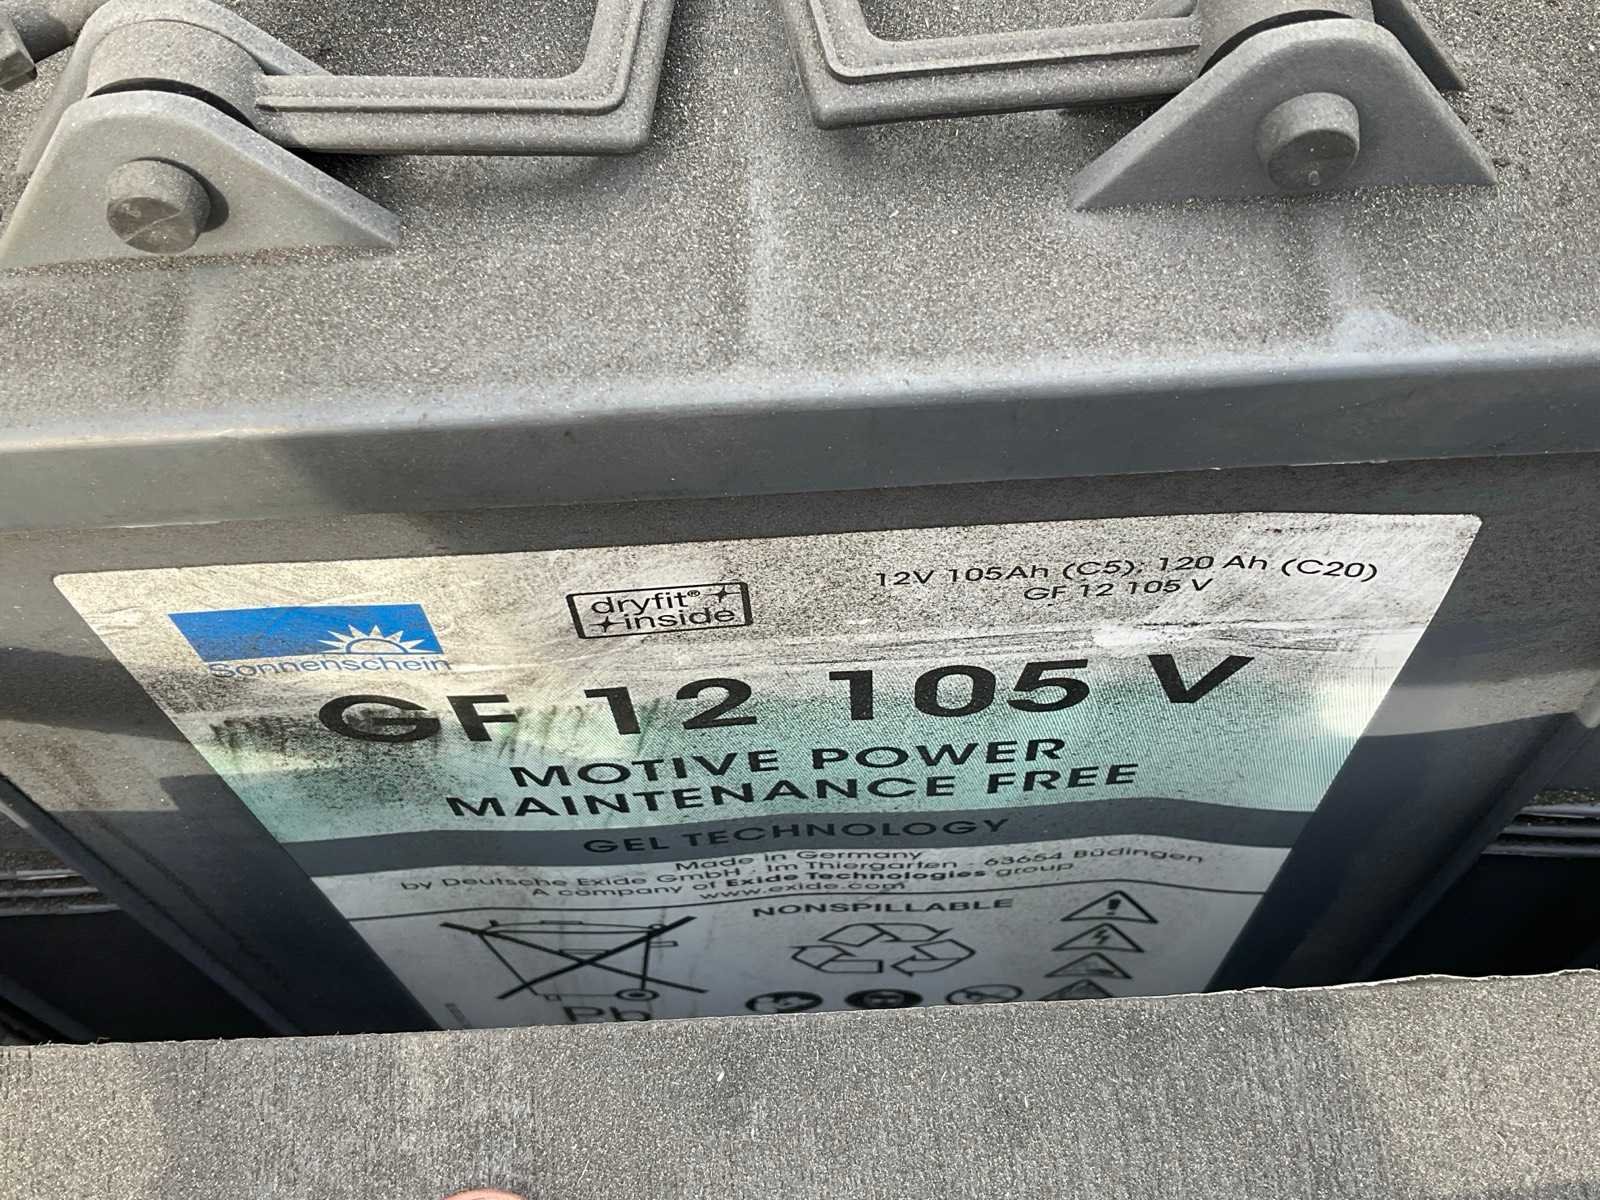 12V 105Ah (C5); 120 Ah (C20)
GF 12 105 V
dryfit®
inside
Sonnenschein
GF 12 105 V
MOTIVE POWER
MAINTENANCE FREE
GEL TECHNOLOGY
Made in Germany
by Deutsche Exide GmbH · Im Thiergarten · 63654 Büdingen
A company of Exide Technologies group
www.exide.com
NONSPILLABLE
Pb